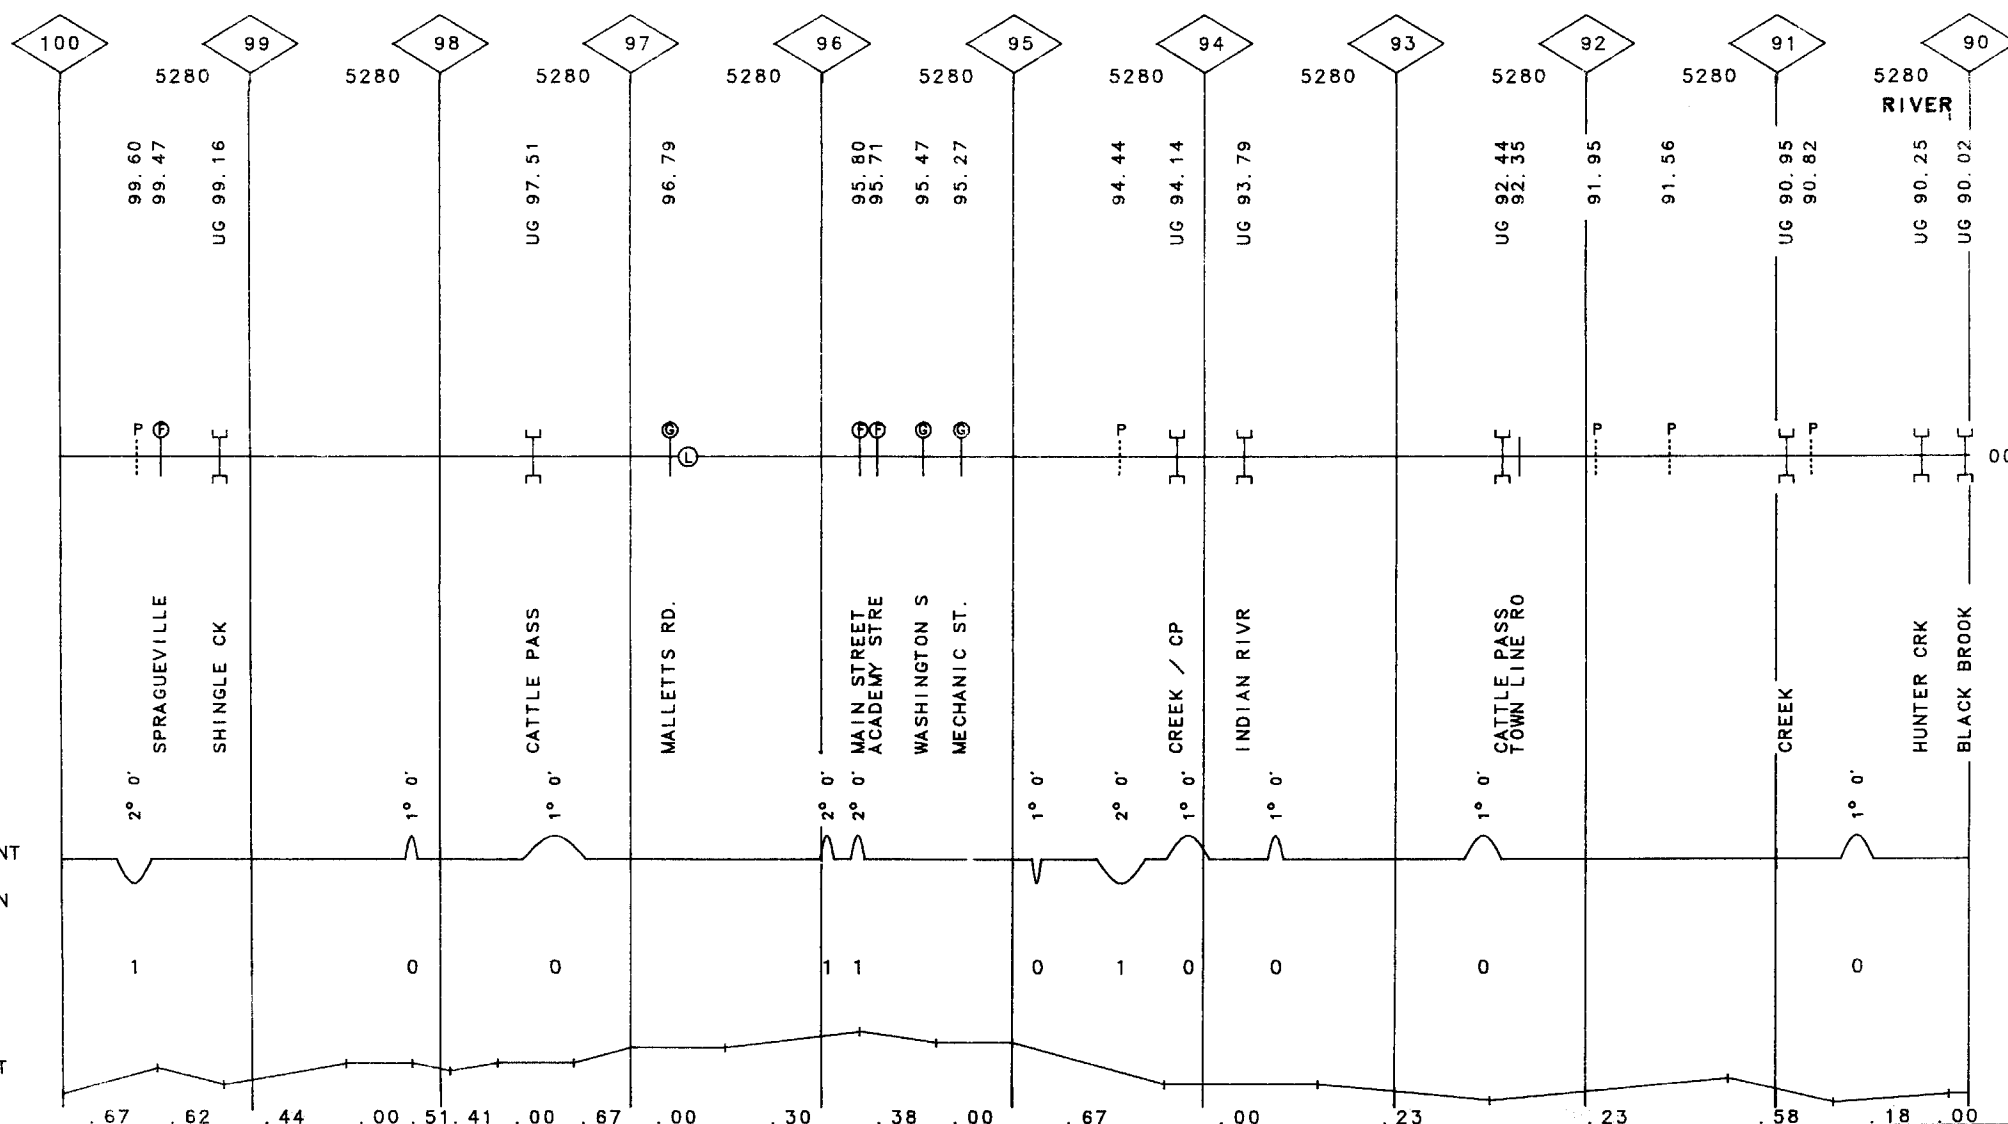 100 99 98 97 96 95 94 93 92 91 90
5280 5280 5280 5280 5280 5280 5280 5280 5280 5280
RIVER
99.60 99.47 UG 99.16 UG 97.51 96.79 95.80 95.71 95.47 95.27 94.44 UG 94.14 UG 93.79 UG 92.44 92.35 91.95 91.56 UG 90.95 90.82 UG 90.25 UG 90.02
P F G F F G G P P P P
L 00
SPRAGUEVILLE
SHINGLE CK
CATTLE PASS
MALLETTS RD.
MAIN STREET
ACADEMY STRE
WASHINGTON S
MECHANIC ST.
CREEK / CP
INDIAN RIVR
CATTLE PASS
TOWN LINE RO
CREEK
HUNTER CRK
BLACK BROOK
2° 0' 1° 0' 1° 0' 2° 0' 2° 0' 1° 0' 2° 0' 1° 0' 1° 0' 1° 0' 1° 0'
NT
N
1 0 0 1 1 0 1 0 0 0 0
T
.67 .62 .44 .00 .51 .41 .00 .67 .00 .30 .38 .00 .67 .00 .23 .23 .58 .18 .00